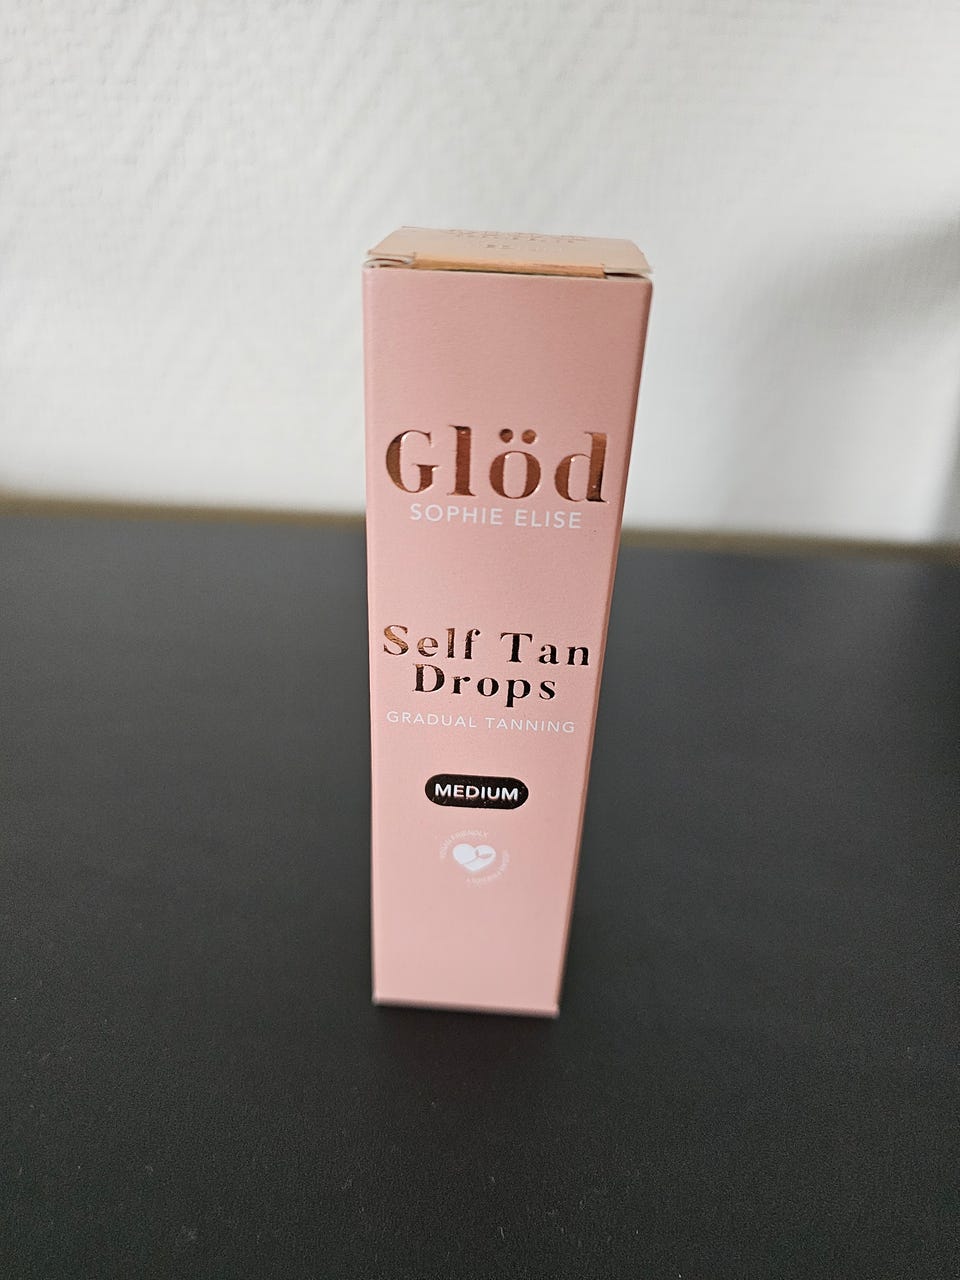 Glöd
SOPHIE ELISE
Self Tan
Drops
GRADUAL TANNING
MEDIUM